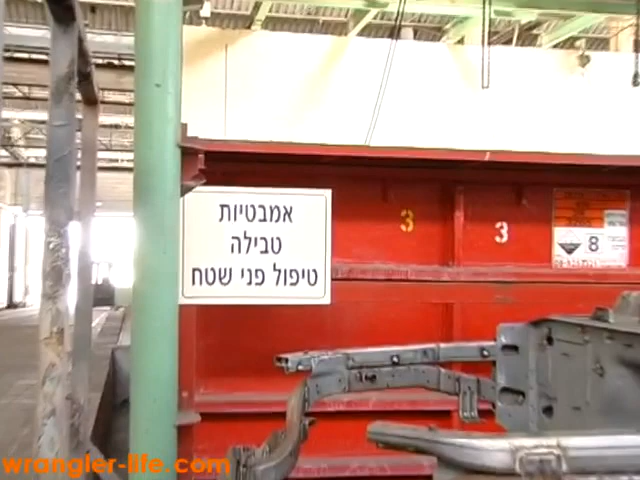 אמבטיות
טבילה
טיפול פני שטח
3
3
8
wrangler-life.com